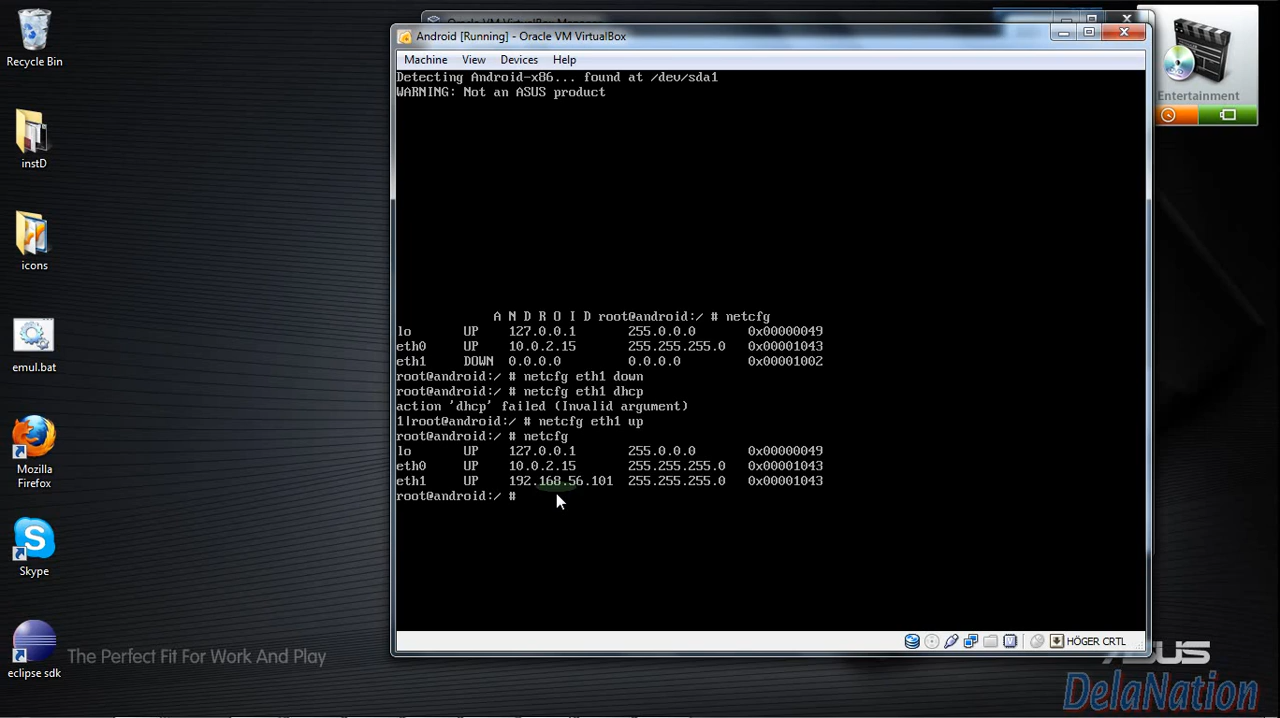 Recycle Bin
instD
icons
emul.bat
Mozilla
Firefox
Skype
eclipse sdk
Oracle VM VirtualBox Manager
Android [Running] - Oracle VM VirtualBox
Machine View Devices Help
Detecting Android-x86... found at /dev/sda1
WARNING: Not an ASUS product
A N D R O I D root@android:/ # netcfg
lo UP 127.0.0.1 255.0.0.0 0x00000049
eth0 UP 10.0.2.15 255.255.255.0 0x00001043
eth1 DOWN 0.0.0.0 0.0.0.0 0x00001002
root@android:/ # netcfg eth1 down
root@android:/ # netcfg eth1 dhcp
action 'dhcp' failed (Invalid argument)
1|root@android:/ # netcfg eth1 up
root@android:/ # netcfg
lo UP 127.0.0.1 255.0.0.0 0x00000049
eth0 UP 10.0.2.15 255.255.255.0 0x00001043
eth1 UP 192.168.56.101 255.255.255.0 0x00001043
root@android:/ #
HÖGER CRTL
Entertainment
The Perfect Fit For Work And Play
ASUS
DelaNation